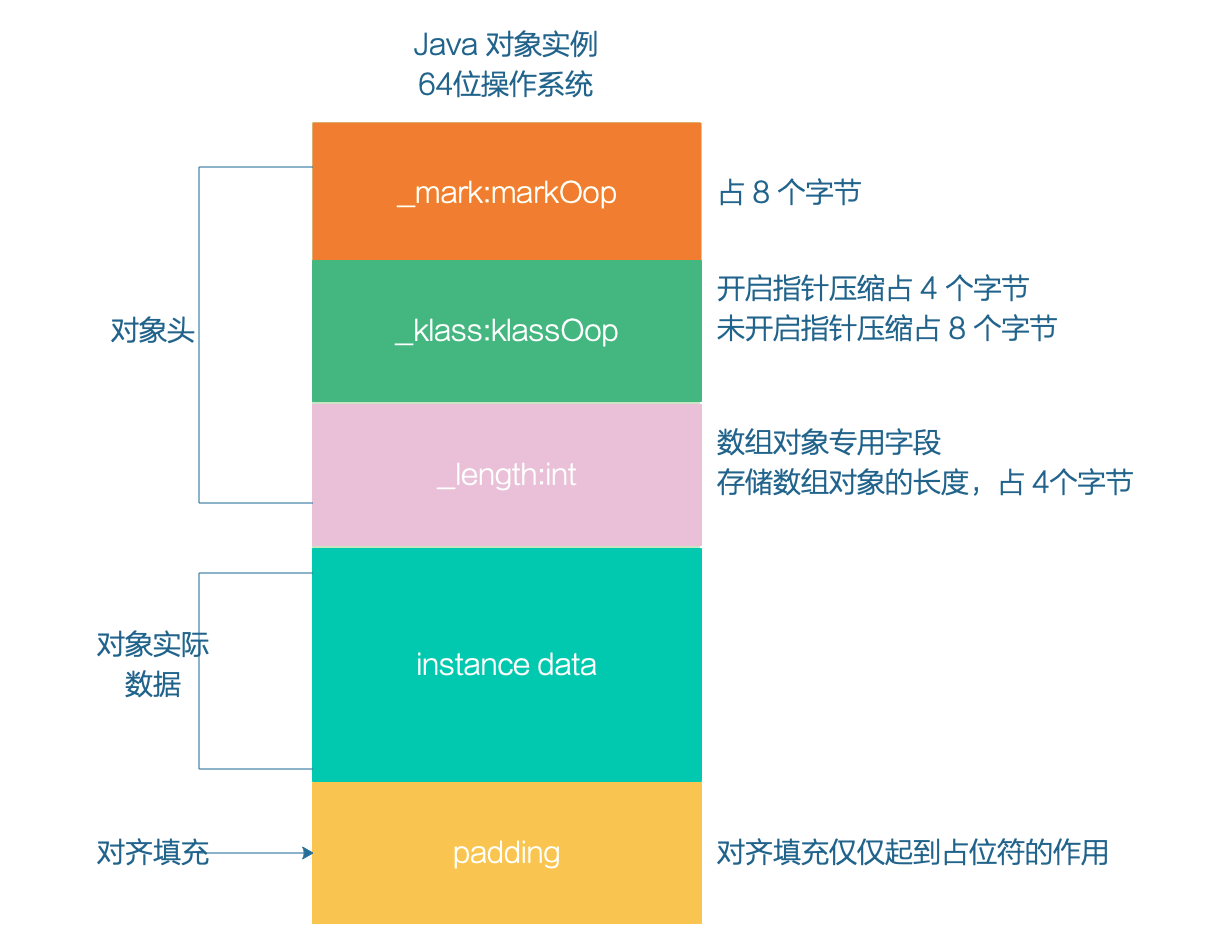 Java 对象实例
64位操作系统
_mark:markOop
占 8 个字节
开启指针压缩占 4 个字节
未开启指针压缩占 8 个字节
对象头
_klass:klassOop
数组对象专用字段
存储数组对象的长度，占 4个字节
_length:int
对象实际
数据
instance data
对齐填充
padding
对齐填充仅仅起到占位符的作用